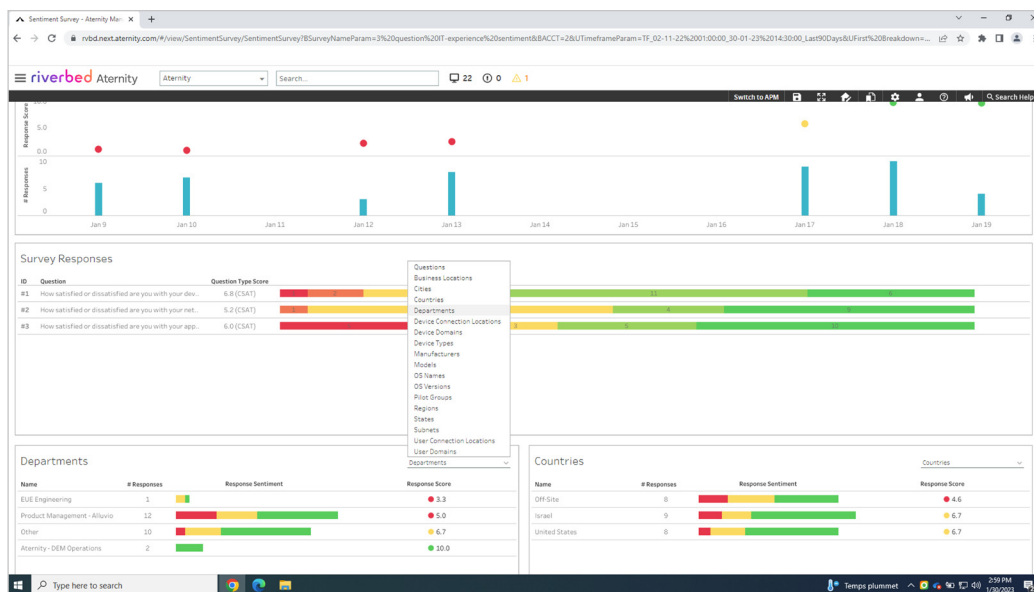 Sentiment Survey - Aternity Man
rvbd.next.aternity.com/#/view/SentimentSurvey/SentimentSurvey?BSurveyNameParam=3%20question%20IT-experience%20sentiment&BACCT=2&UTimeframeParam=TF_02-11-22%2001:00:00_30-01-23%2014:30:00_Last90Days&UFirst%20Breakdown=...
riverbed Aternity
Aternity
Search...
22
0
1
Switch to APM
Search Help
Response Score
10.0
5.0
0.0
# Responses
10
5
0
Jan 9 Jan 10 Jan 11 Jan 12 Jan 13 Jan 14 Jan 15 Jan 16 Jan 17 Jan 18 Jan 19
Survey Responses
ID Question Question Type Score
#1 How satisfied or dissatisfied are you with your dev.. 6.8 (CSAT) 2 11
#2 How satisfied or dissatisfied are you with your net.. 5.2 (CSAT) 1 4
#3 How satisfied or dissatisfied are you with your app.. 6.0 (CSAT) 3 5 10
Questions
Business Locations
Cities
Countries
Departments
Device Connection Locations
Device Domains
Device Types
Manufacturers
Models
OS Names
OS Versions
Pilot Groups
Regions
States
Subnets
User Connection Locations
User Domains
Departments
Departments
Name # Responses Response Sentiment Response Score
EUE Engineering 1 3.3
Product Management - Alluvio 12 5.0
Other 10 6.7
Aternity - DEM Operations 2 10.0
Countries
Countries
Name # Responses Response Sentiment Response Score
Off-Site 8 4.6
Israel 9 6.7
United States 8 6.7
Type here to search
Temps plummet
2:59 PM
1/30/2023